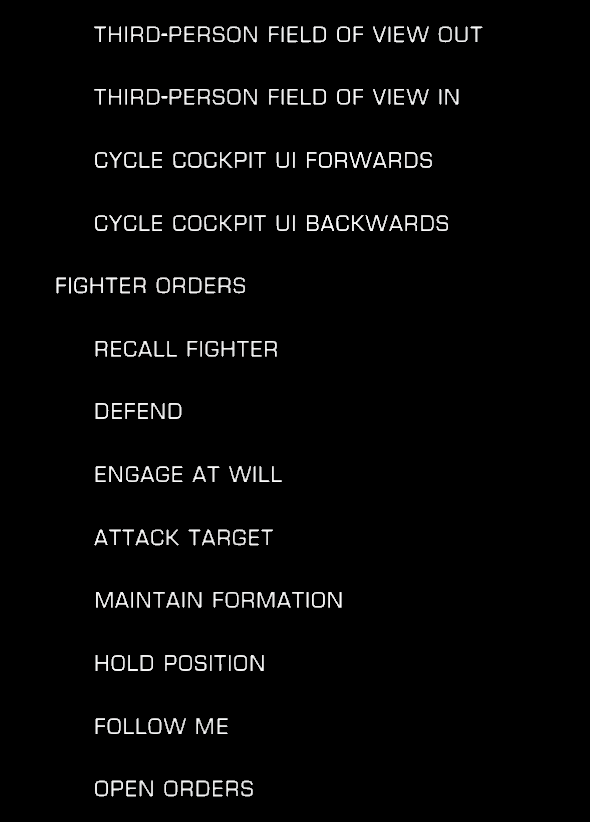 THIRD-PERSON FIELD OF VIEW OUT
THIRD-PERSON FIELD OF VIEW IN
CYCLE COCKPIT UI FORWARDS
CYCLE COCKPIT UI BACKWARDS
FIGHTER ORDERS
RECALL FIGHTER
DEFEND
ENGAGE AT WILL
ATTACK TARGET
MAINTAIN FORMATION
HOLD POSITION
FOLLOW ME
OPEN ORDERS